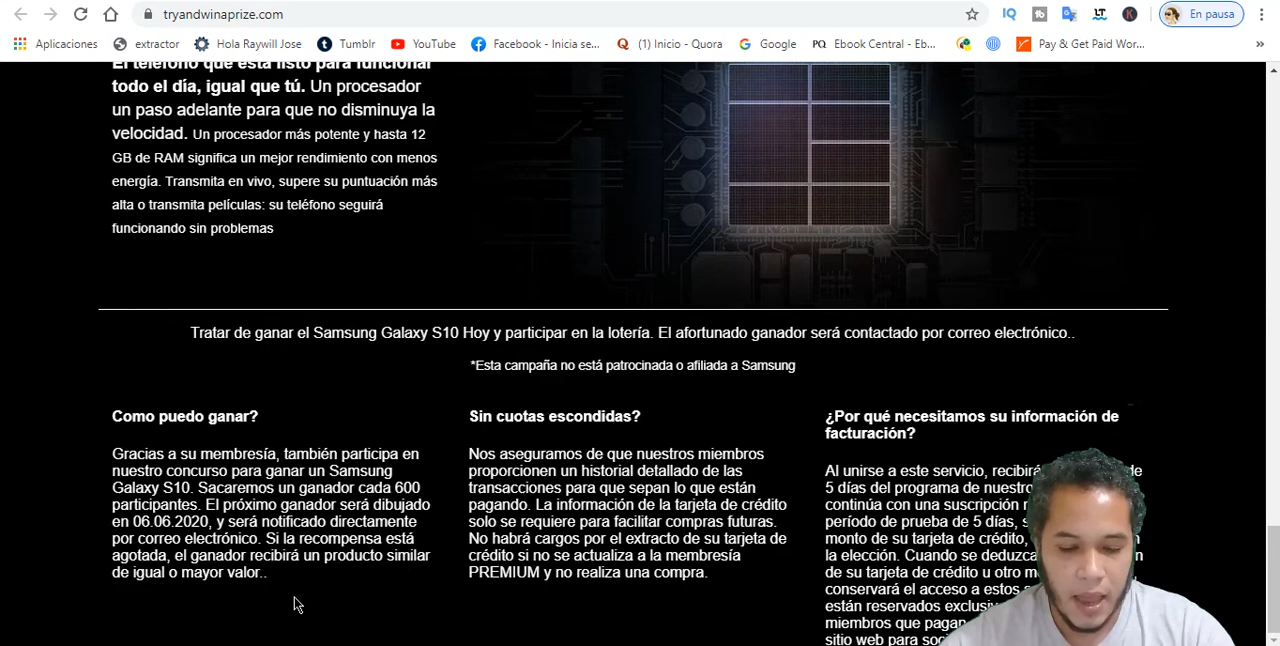 tryandwinaprize.com
En pausa
Aplicaciones
extractor
Hola Raywill Jose
Tumblr
YouTube
Facebook - Inicia se...
(1) Inicio - Quora
Google
PQ Ebook Central - Eb...
Pay & Get Paid Wor...
»
El teléfono que está listo para funcionar
todo el día, igual que tú. Un procesador
un paso adelante para que no disminuya la
velocidad. Un procesador más potente y hasta 12
GB de RAM significa un mejor rendimiento con menos
energía. Transmita en vivo, supere su puntuación más
alta o transmita películas: su teléfono seguirá
funcionando sin problemas
Tratar de ganar el Samsung Galaxy S10 Hoy y participar en la lotería. El afortunado ganador será contactado por correo electrónico..
*Esta campaña no está patrocinada o afiliada a Samsung
Como puedo ganar?
Gracias a su membresía, también participa en
nuestro concurso para ganar un Samsung
Galaxy S10. Sacaremos un ganador cada 600
participantes. El próximo ganador será dibujado
en 06.06.2020, y será notificado directamente
por correo electrónico. Si la recompensa está
agotada, el ganador recibirá un producto similar
de igual o mayor valor..
Sin cuotas escondidas?
Nos aseguramos de que nuestros miembros
proporcionen un historial detallado de las
transacciones para que sepan lo que están
pagando. La información de la tarjeta de crédito
solo se requiere para facilitar compras futuras.
No habrá cargos por el extracto de su tarjeta de
crédito si no se actualiza a la membresía
PREMIUM y no realiza una compra.
¿Por qué necesitamos su información de
facturación?
Al unirse a este servicio, recibirá de
5 días del programa de nuestro
continúa con una suscripción
período de prueba de 5 días,
monto de su tarjeta de crédito,
la elección. Cuando se deduzca
de su tarjeta de crédito u otro
conservará el acceso a estos
están reservados
miembros que pagan
sitio web para